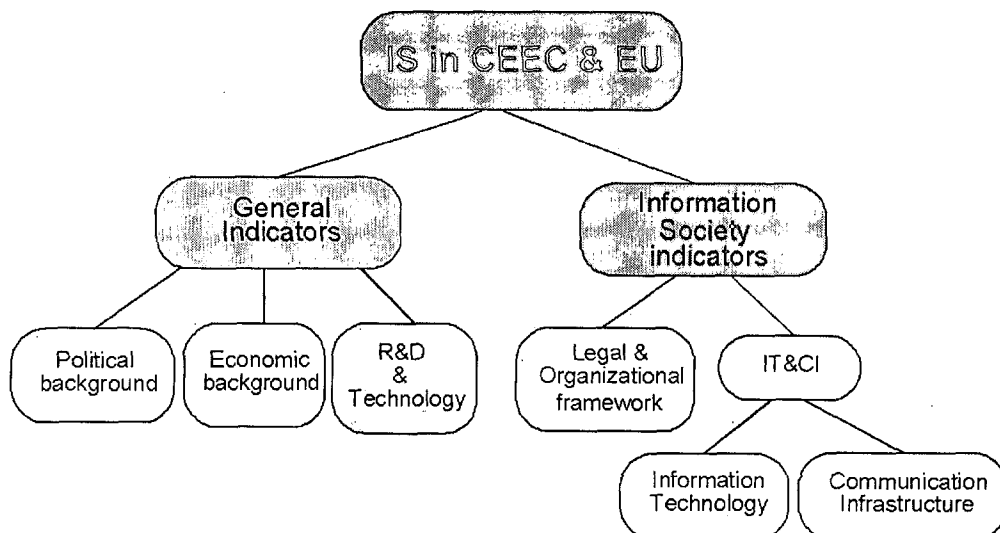 IS in CEEC & EU
General
Indicators
Information
Society
indicators
Political
background
Economic
background
R&D
&
Technology
Legal &
Organizational
framework
IT&CI
Information
Technology
Communication
Infrastructure